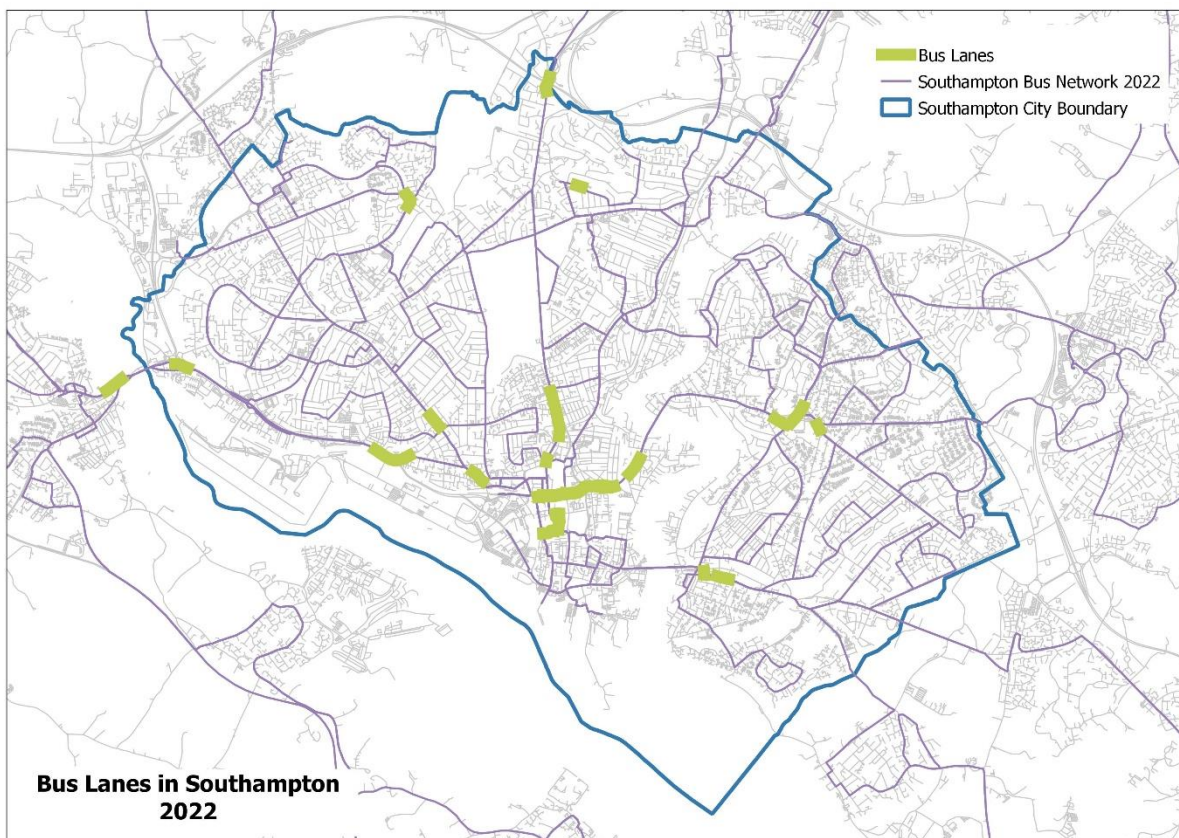 Bus Lanes
Southampton Bus Network 2022
Southampton City Boundary
Bus Lanes in Southampton
2022